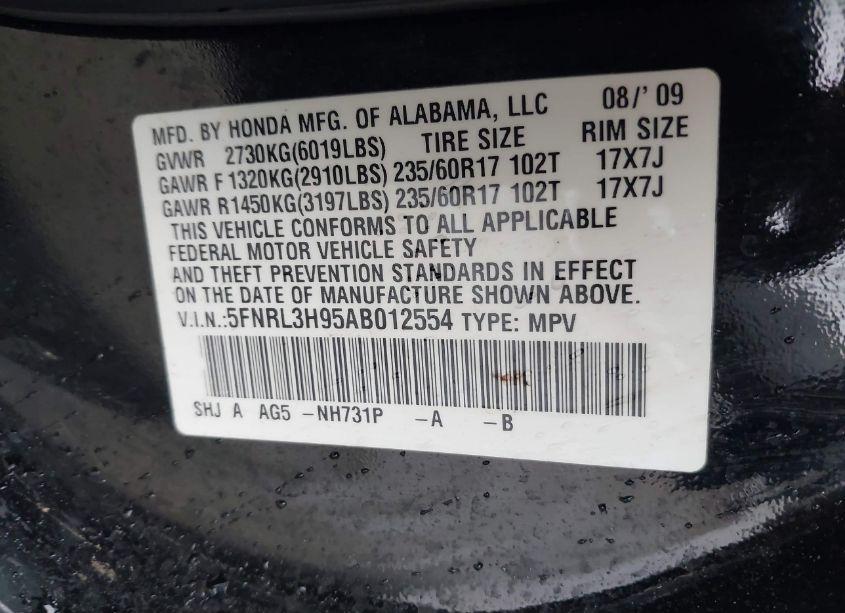 MFD. BY HONDA MFG. OF ALABAMA, LLC 08/' 09
GVWR 2730KG(6019LBS) TIRE SIZE RIM SIZE
GAWR F 1320KG(2910LBS) 235/60R17 102T 17X7J
GAWR R1450KG(3197LBS) 235/60R17 102T 17X7J
THIS VEHICLE CONFORMS TO ALL APPLICABLE
FEDERAL MOTOR VEHICLE SAFETY
AND THEFT PREVENTION STANDARDS IN EFFECT
ON THE DATE OF MANUFACTURE SHOWN ABOVE.
V.I.N.:5FNRL3H95AB012554 TYPE: MPV
SHJ A AG5 -NH731P -A -B